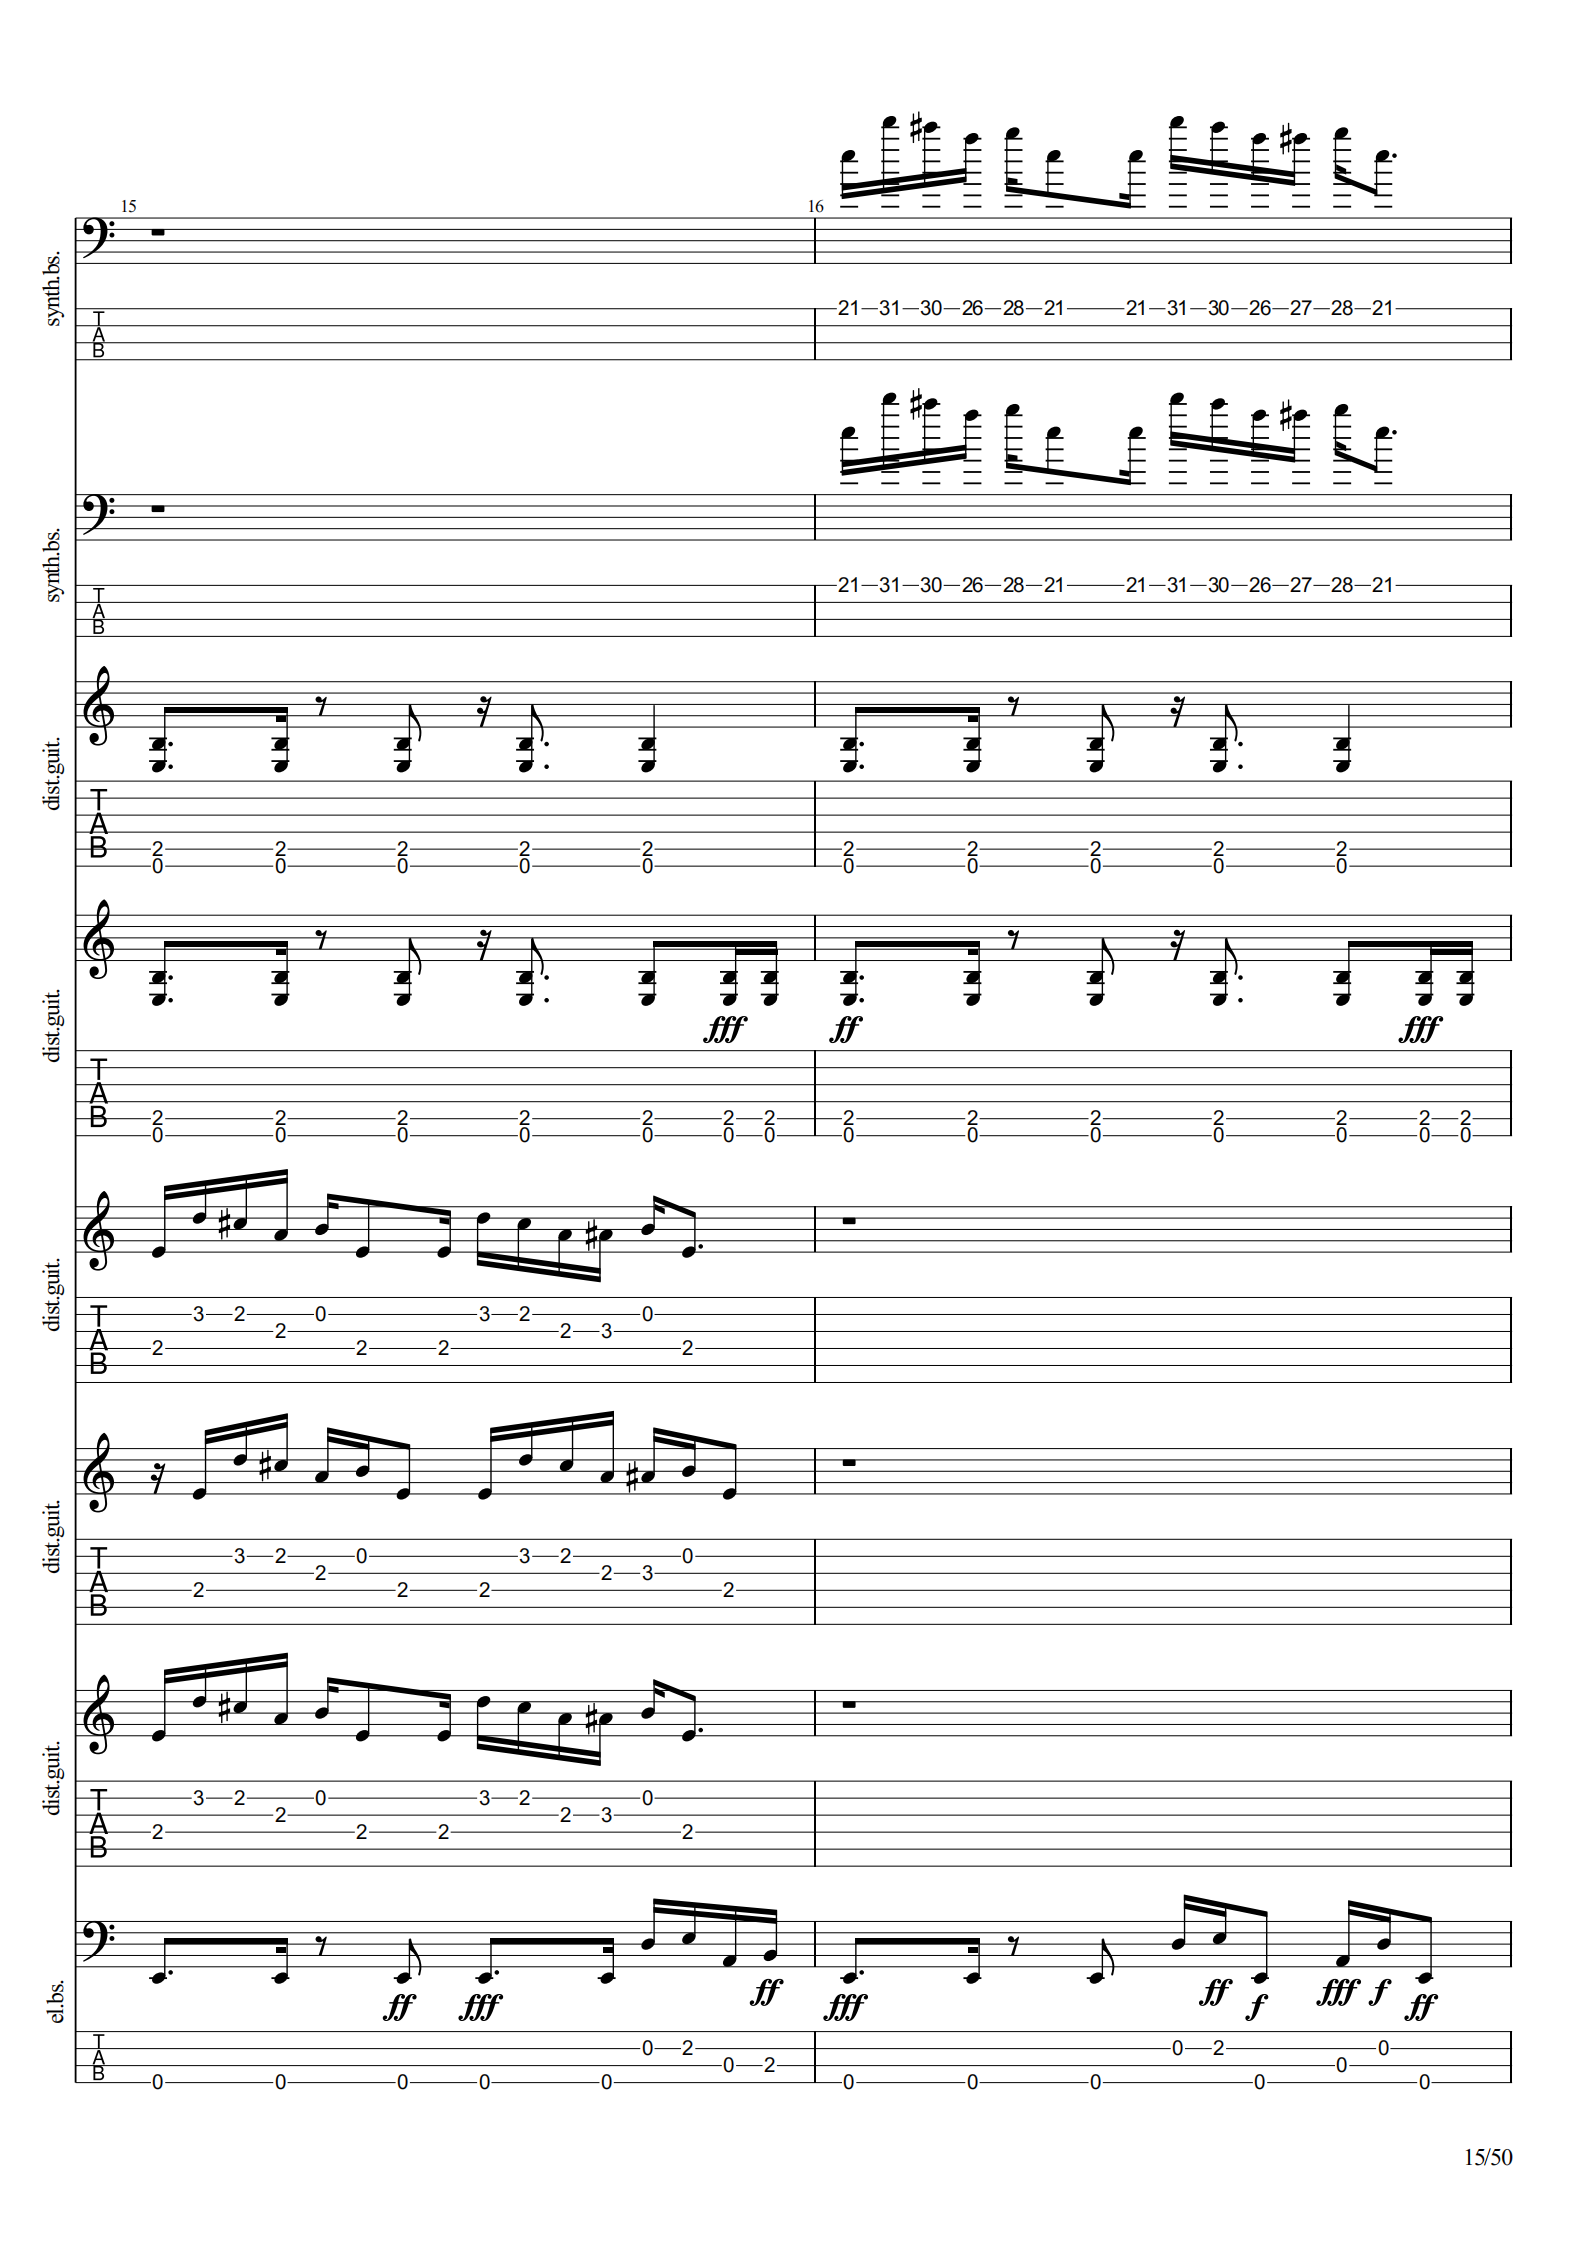 15 16
synth.bs.
21 31 30 26 28 21 21 31 30 26 27 28 21
T
A
B
synth.bs.
21 31 30 26 28 21 21 31 30 26 27 28 21
T
A
B
dist.guit.
T
A
B
2 2 2 2 2 2 2 2 2 2
0 0 0 0 0 0 0 0 0 0
dist.guit.
fff ff fff
T
A
B
2 2 2 2 2 2 2 2 2 2 2 2 2 2
0 0 0 0 0 0 0 0 0 0 0 0 0 0
dist.guit.
T
A
B
3 2 0 3 2 0
2 2 3
2 2 2 2
dist.guit.
T
A
B
3 2 0 3 2 0
2 2 3
2 2 2 2
dist.guit.
T
A
B
3 2 0 3 2 0
2 2 3
2 2 2 2
el.bs.
ff fff ff fff ff f fff f ff
T
A
B
0 2 0 2 0
0 2 0
0 0 0 0 0 0 0 0 0 0
15/50